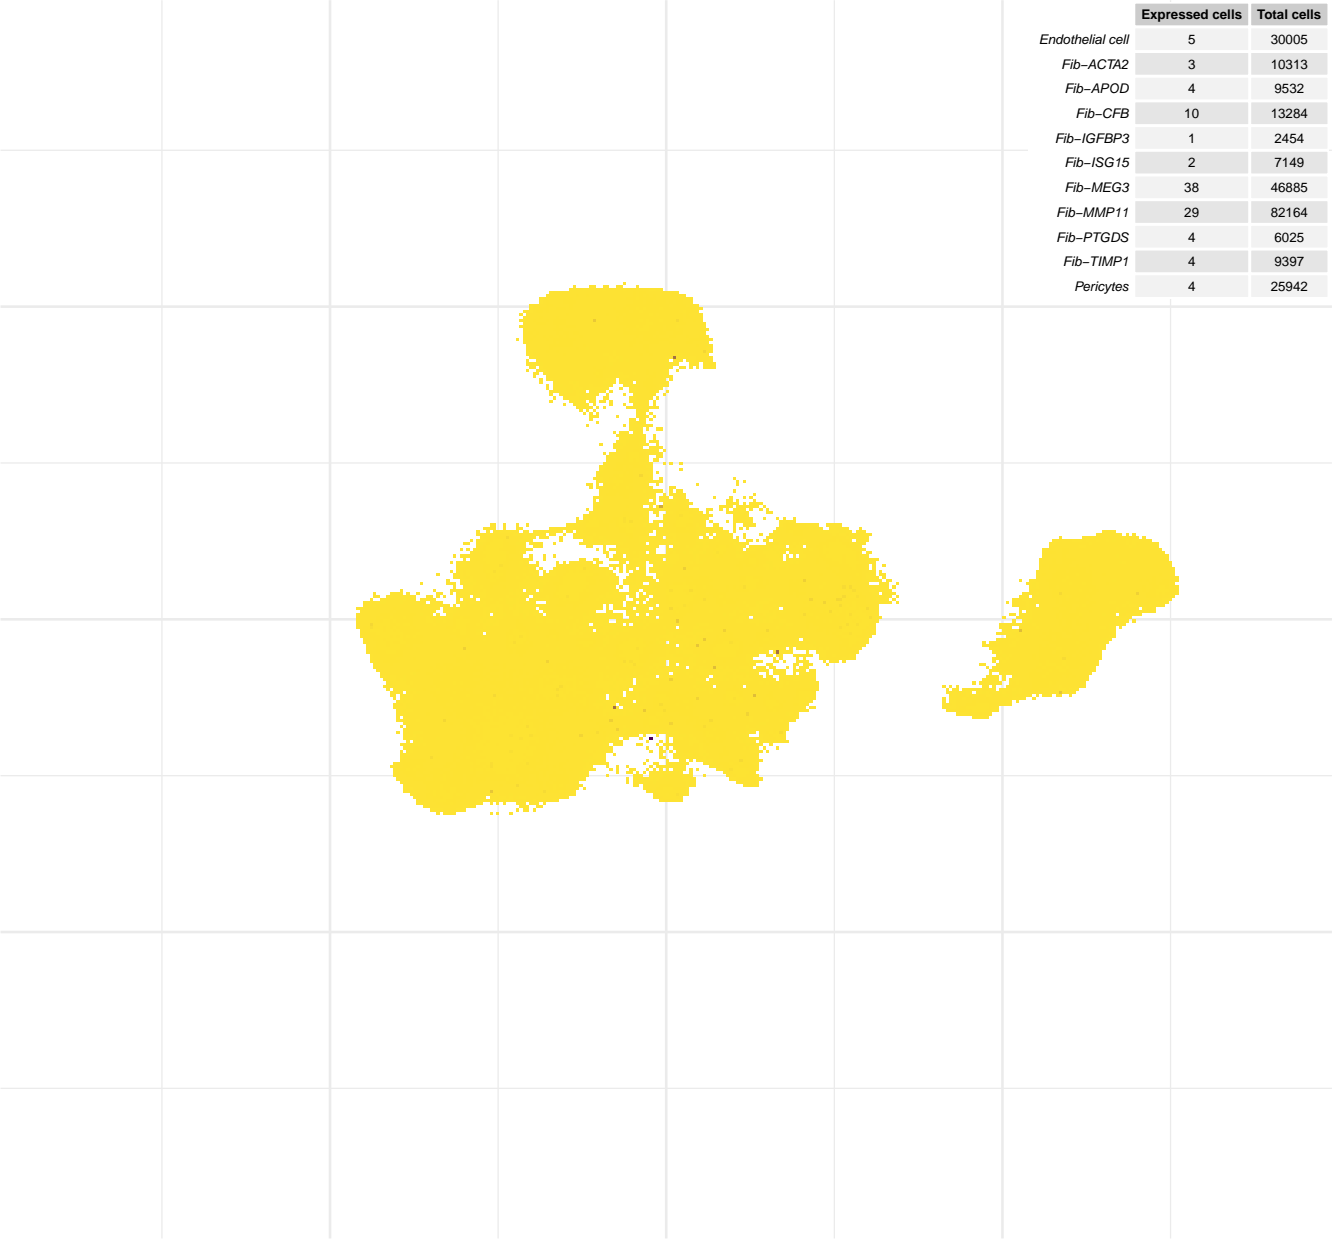 Expressed cells Total cells
Endothelial cell 5 30005
Fib−ACTA2 3 10313
Fib−APOD 4 9532
Fib−CFB 10 13284
Fib−IGFBP3 1 2454
Fib−ISG15 2 7149
Fib−MEG3 38 46885
Fib−MMP11 29 82164
Fib−PTGDS 4 6025
Fib−TIMP1 4 9397
Pericytes 4 25942